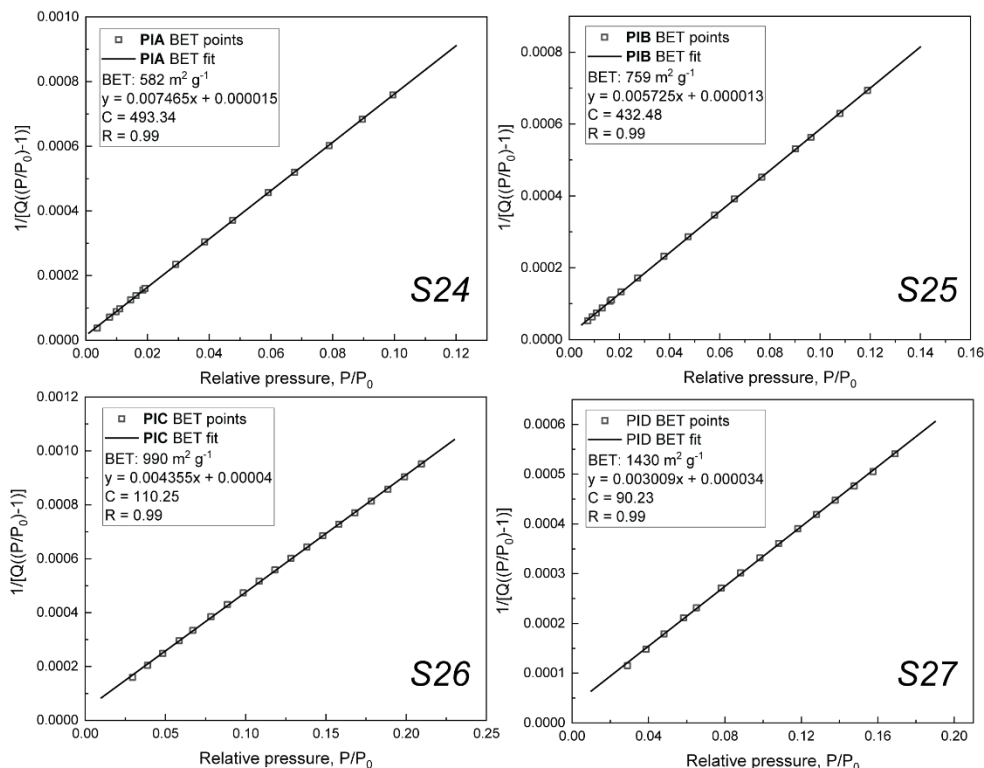 0.0010
0.0008
0.0006
0.0004
0.0002
0.0000
1/[Q((P/P₀)-1)]
PIA BET points
PIA BET fit
BET: 582 m² g⁻¹
y = 0.007465x + 0.000015
C = 493.34
R = 0.99
S24
0.00 0.02 0.04 0.06 0.08 0.10 0.12
Relative pressure, P/P₀
0.0008
0.0006
0.0004
0.0002
0.0000
1/[Q((P/P₀)-1)]
PIB BET points
PIB BET fit
BET: 759 m² g⁻¹
y = 0.005725x + 0.000013
C = 432.48
R = 0.99
S25
0.00 0.02 0.04 0.06 0.08 0.10 0.12 0.14 0.16
Relative pressure, P/P₀
0.0012
0.0010
0.0008
0.0006
0.0004
0.0002
0.0000
1/[Q((P/P₀)-1)]
PIC BET points
PIC BET fit
BET: 990 m² g⁻¹
y = 0.004355x + 0.00004
C = 110.25
R = 0.99
S26
0.00 0.05 0.10 0.15 0.20 0.25
Relative pressure, P/P₀
0.0006
0.0005
0.0004
0.0003
0.0002
0.0001
0.0000
1/[Q((P/P₀)-1)]
PID BET points
PID BET fit
BET: 1430 m² g⁻¹
y = 0.003009x + 0.000034
C = 90.23
R = 0.99
S27
0.00 0.04 0.08 0.12 0.16 0.20
Relative pressure, P/P₀